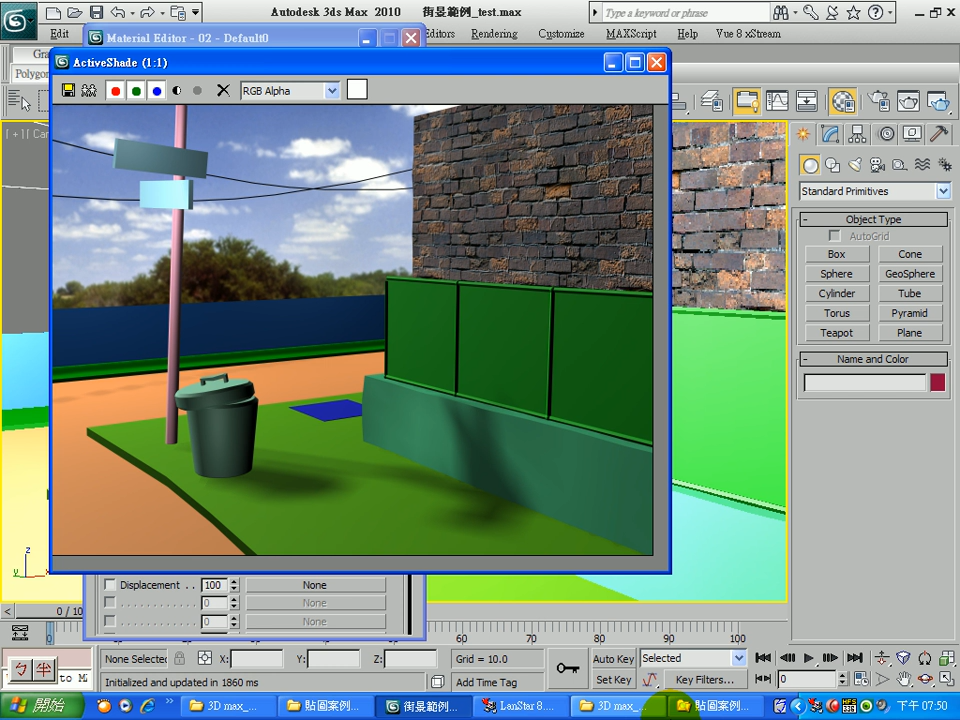 Autodesk 3ds Max 2010 街景範例_test.max
Type a keyword or phrase
Edit
Material Editor - 02 - Default0
Editors Rendering Customize MAXScript Help Vue 8 xStream
Gra
Polygon
ActiveShade (1:1)
RGB Alpha
[ + ] [ Cam
Standard Primitives
- Object Type
AutoGrid
Box Cone
Sphere GeoSphere
Cylinder Tube
Torus Pyramid
Teapot Plane
- Name and Color
z
y x
Displacement . . 100 None
. . . . . . . . . . . 0 None
. . . . . . . . . . . 0 None
< 0 / 10
0 60 70 80 90 100
None Selected X: Y: Z: Grid = 10.0 Auto Key Selected
ㄅ 半 to M Initialized and updated in 1860 ms Add Time Tag Set Key Key Filters... 0
開始 3D max_... 貼圖案例... 街景範例... LanStar 8.... 3D max_... 貼圖案例... 下午 07:50